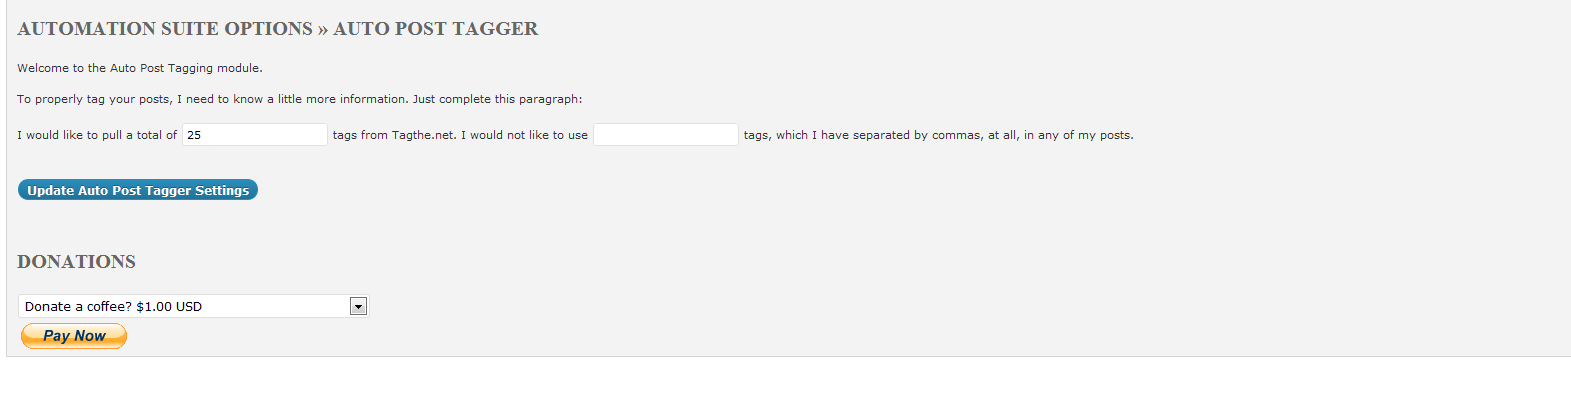 AUTOMATION SUITE OPTIONS » AUTO POST TAGGER
Welcome to the Auto Post Tagging module.
To properly tag your posts, I need to know a little more information. Just complete this paragraph:
I would like to pull a total of 25 tags from Tagthe.net. I would not like to use tags, which I have separated by commas, at all, in any of my posts.
Update Auto Post Tagger Settings
DONATIONS
Donate a coffee? $1.00 USD
Pay Now